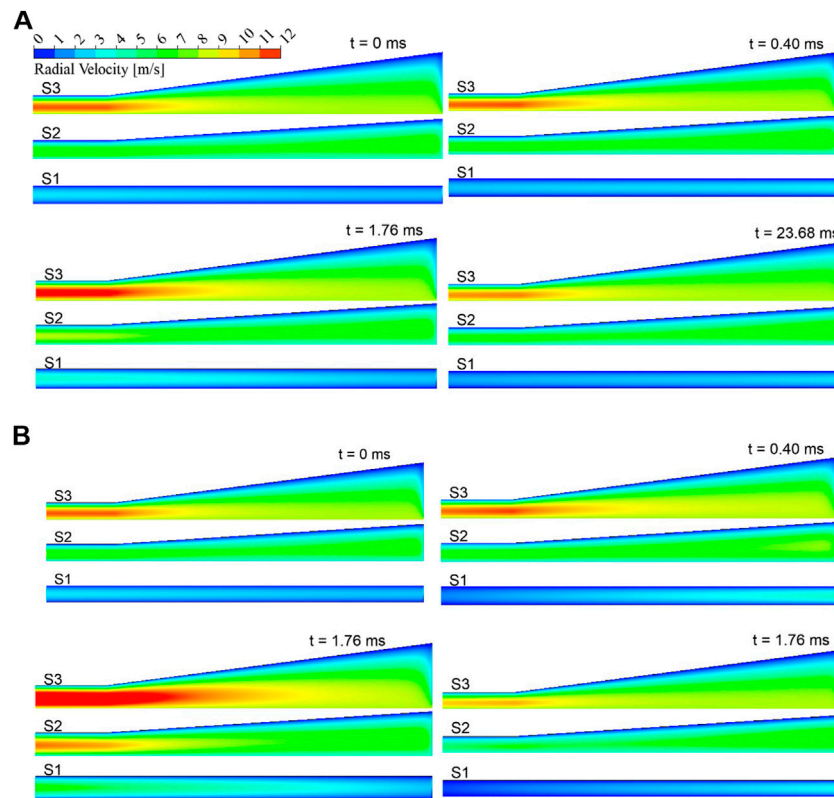 A
0 1 2 3 4 5 6 7 8 9 10 11 12
Radial Velocity [m/s]
t = 0 ms
S3
S2
S1
t = 0.40 ms
S3
S2
S1
t = 1.76 ms
S3
S2
S1
t = 23.68 ms
S3
S2
S1
B
t = 0 ms
S3
S2
S1
t = 0.40 ms
S3
S2
S1
t = 1.76 ms
S3
S2
S1
t = 1.76 ms
S3
S2
S1